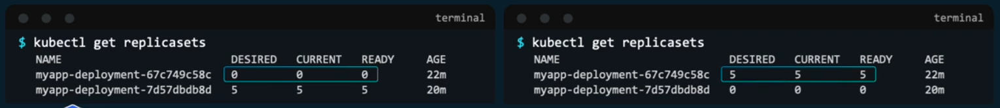 terminal
$ kubectl get replicasets
NAME DESIRED CURRENT READY AGE
myapp-deployment-67c749c58c 0 0 0 22m
myapp-deployment-7d57dbdb8d 5 5 5 20m
terminal
$ kubectl get replicasets
NAME DESIRED CURRENT READY AGE
myapp-deployment-67c749c58c 5 5 5 22m
myapp-deployment-7d57dbdb8d 0 0 0 20m